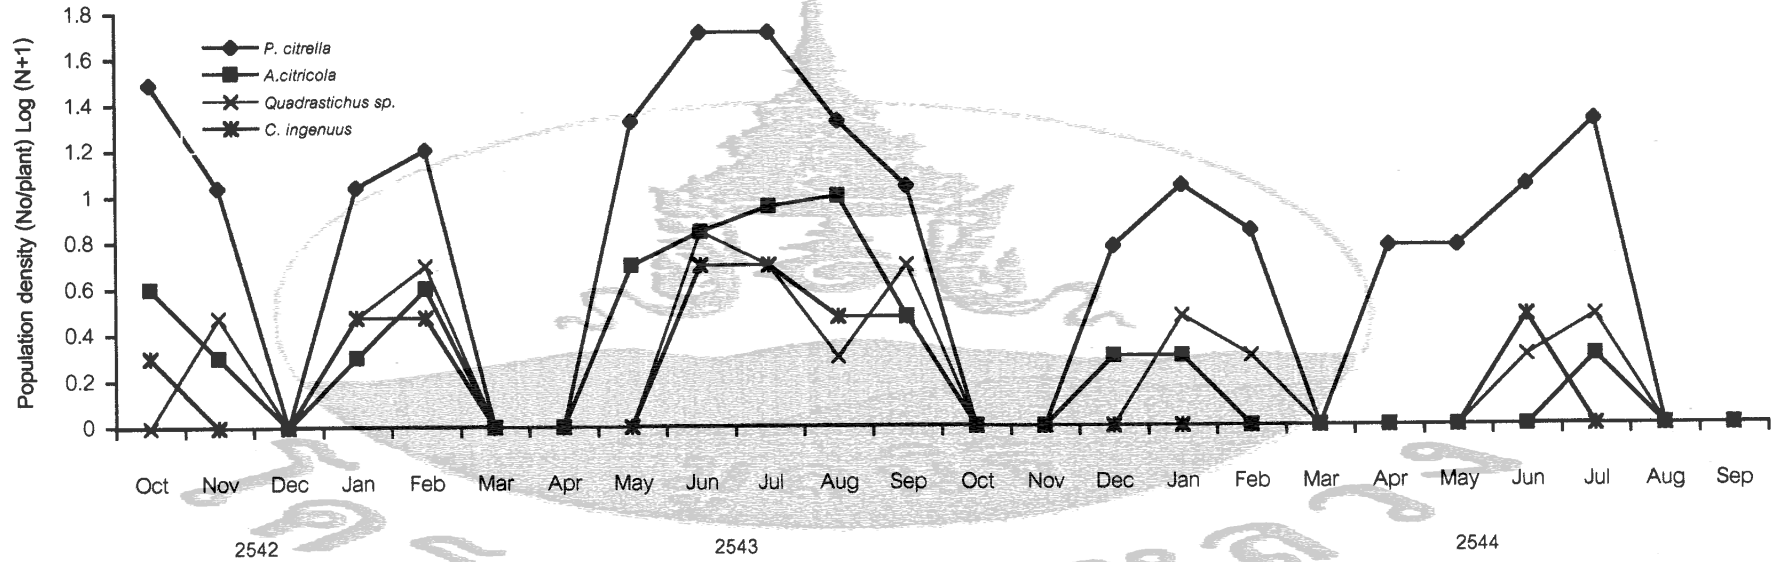 Population density (No/plant) Log (N+1)
1.8
1.6
1.4
1.2
1
0.8
0.6
0.4
0.2
0
P. citrella
A.citricola
Quadrastichus sp.
C. ingenuus
Oct Nov Dec Jan Feb Mar Apr May Jun Jul Aug Sep Oct Nov Dec Jan Feb Mar Apr May Jun Jul Aug Sep
2542 2543 2544